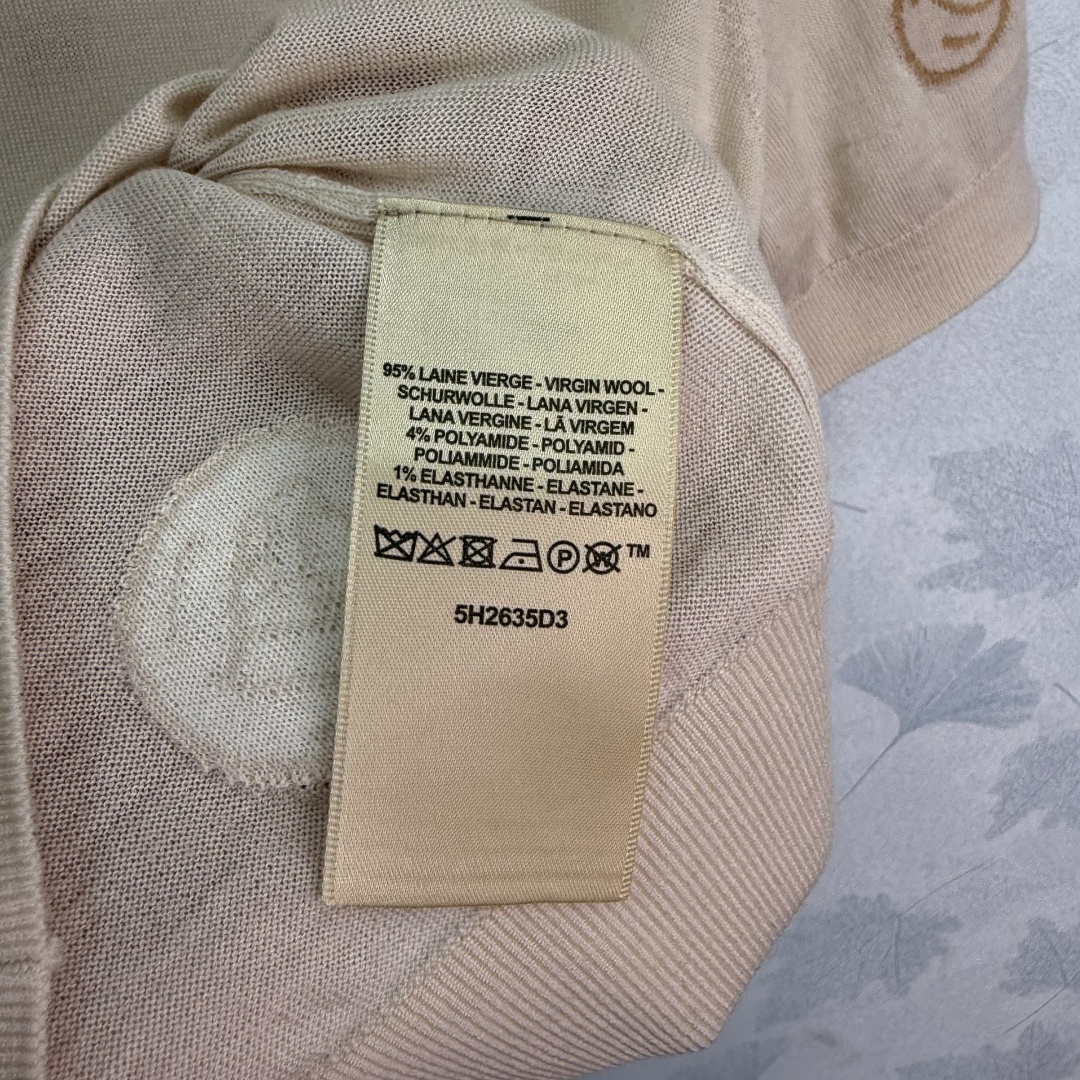 95% LAINE VIERGE - VIRGIN WOOL -
SCHURWOLLE - LANA VIRGEN -
LANA VERGINE - LÃ VIRGEM
4% POLYAMIDE - POLYAMID -
POLIAMMIDE - POLIAMIDA
1% ELASTHANNE - ELASTANE -
ELASTHAN - ELASTAN - ELASTANO
P W TM
5H2635D3